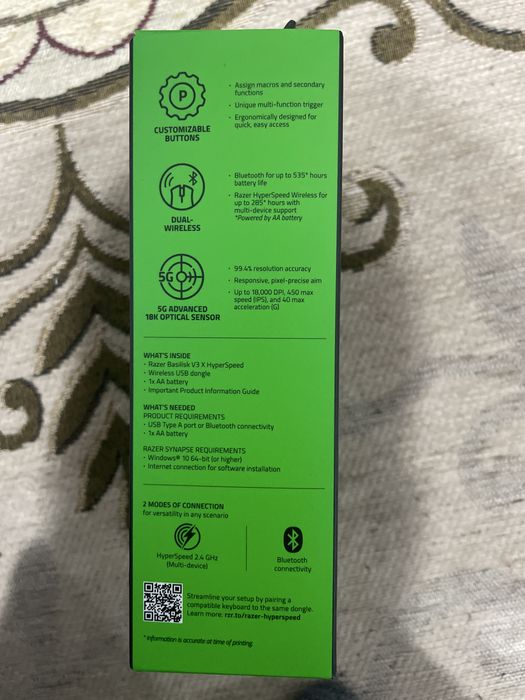 P
CUSTOMIZABLE
BUTTONS
• Assign macros and secondary
functions
• Unique multi-function trigger
• Ergonomically designed for
quick, easy access
DUAL-
WIRELESS
• Bluetooth for up to 535* hours
battery life
• Razer HyperSpeed Wireless for
up to 285* hours with
multi-device support
*Powered by AA battery
5G
5G ADVANCED
18K OPTICAL SENSOR
• 99.4% resolution accuracy
• Responsive, pixel-precise aim
• Up to 18,000 DPI, 450 max
speed (IPS), and 40 max
acceleration (G)
WHAT'S INSIDE
• Razer Basilisk V3 X HyperSpeed
• Wireless USB dongle
• 1x AA battery
• Important Product Information Guide
WHAT'S NEEDED
PRODUCT REQUIREMENTS
• USB Type A port or Bluetooth connectivity
• 1x AA battery
RAZER SYNAPSE REQUIREMENTS
• Windows® 10 64-bit (or higher)
• Internet connection for software installation
2 MODES OF CONNECTION
for versatility in any scenario
HyperSpeed 2.4 GHz
(Multi-device)
Bluetooth
connectivity
Streamline your setup by pairing a
compatible keyboard to the same dongle.
Learn more. rzr.to/razer-hyperspeed
* Information is accurate at time of printing.